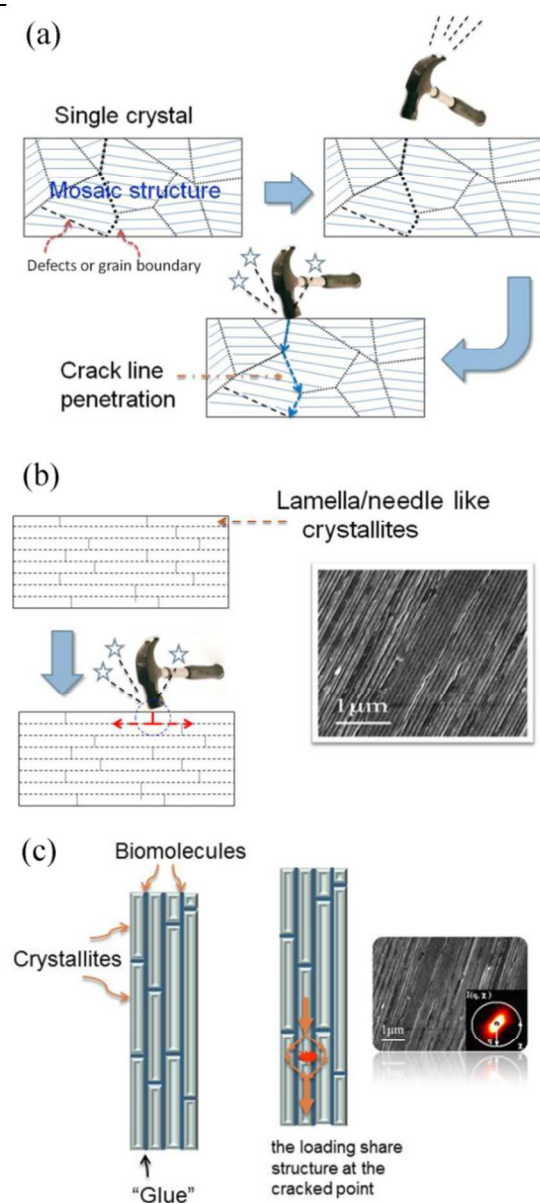 (a)
Single crystal
Mosaic structure
Defects or grain boundary
Crack line
penetration
(b)
Lamella/needle like
crystallites
1μm
(c)
Biomolecules
Crystallites
"Glue"
the loading share
structure at the
cracked point
1μm
I(q, χ)
q
χ